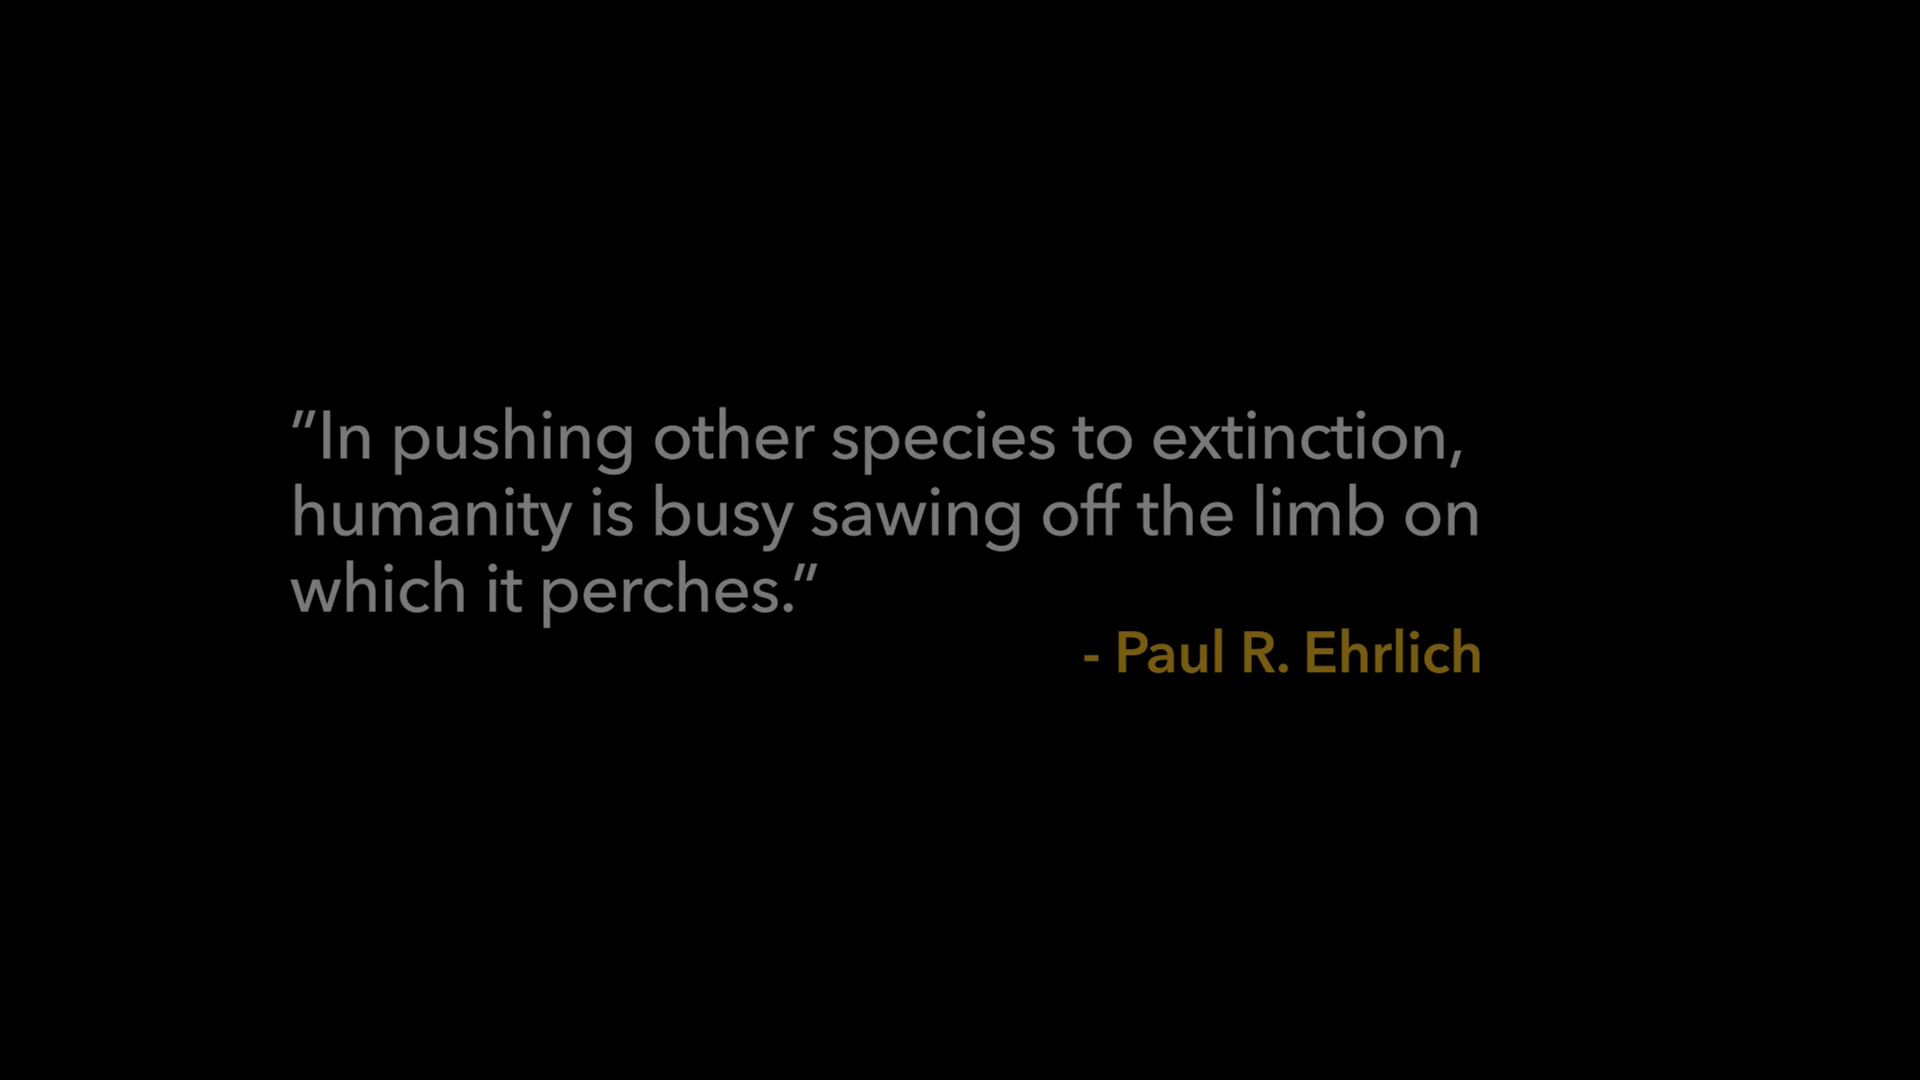 ”In pushing other species to extinction,
humanity is busy sawing off the limb on
which it perches.”
- Paul R. Ehrlich